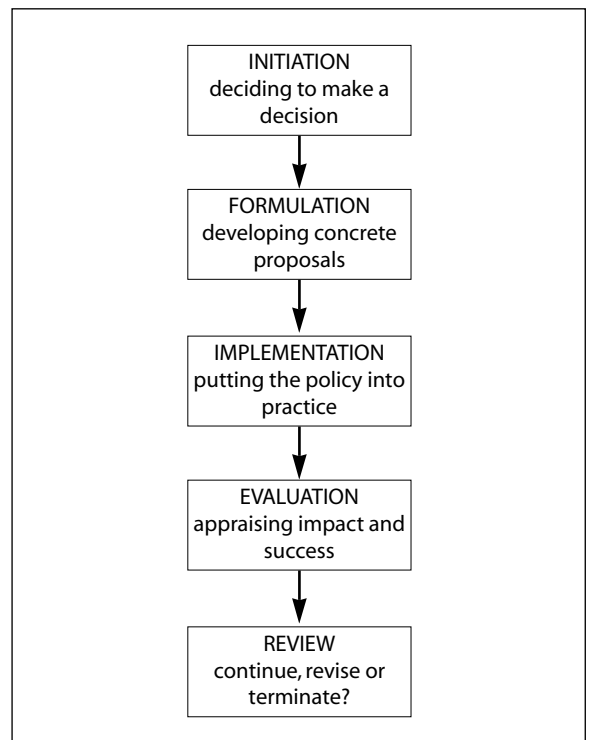 INITIATION
deciding to make a
decision
FORMULATION
developing concrete
proposals
IMPLEMENTATION
putting the policy into
practice
EVALUATION
appraising impact and
success
REVIEW
continue, revise or
terminate?